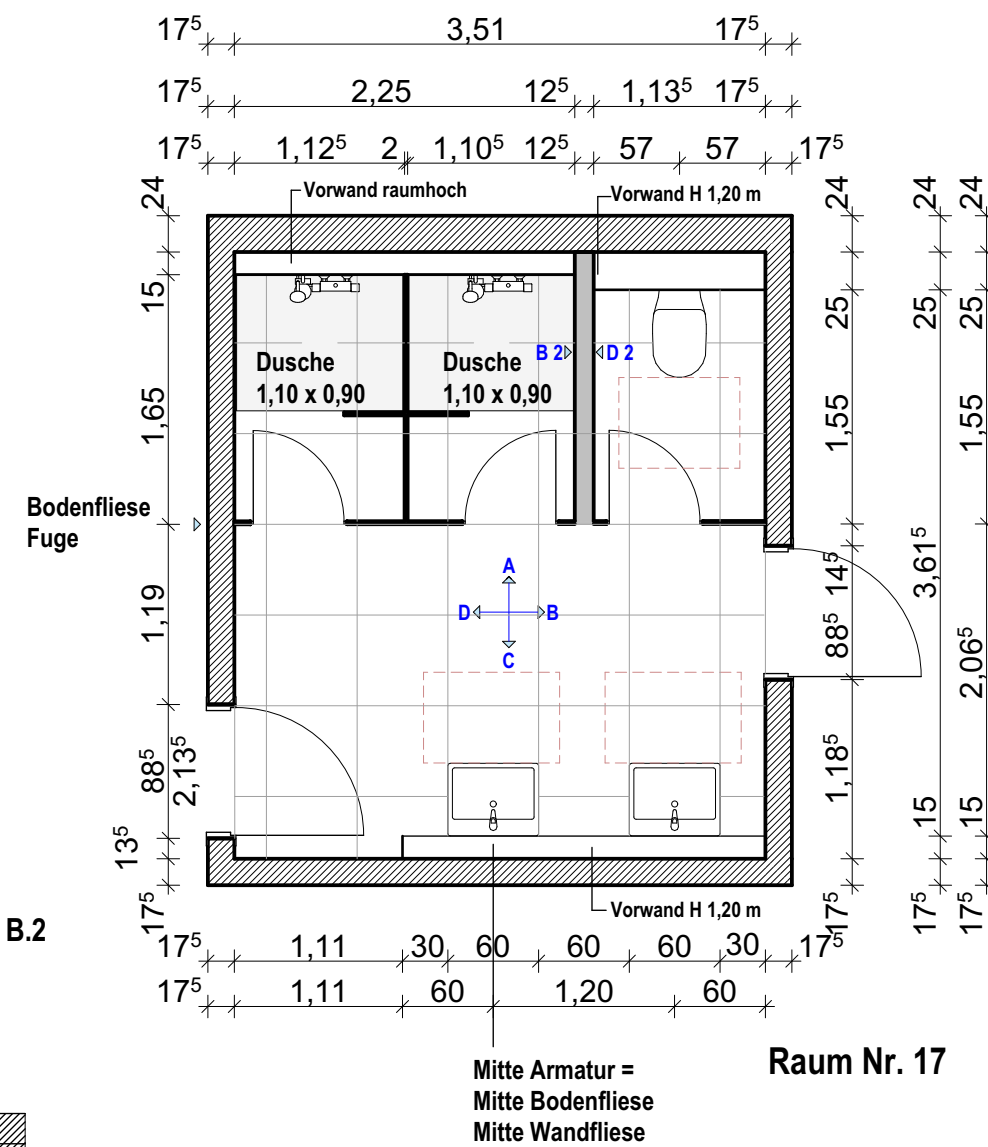 17⁵ 3,51 17⁵
17⁵ 2,25 12⁵ 1,13⁵ 17⁵
17⁵ 1,12⁵ 2 1,10⁵ 12⁵ 57 57 17⁵
Vorwand raumhoch
Vorwand H 1,20 m
24
15
1,65
1,19
88⁵
2,13⁵
13⁵
17⁵
Dusche
1,10 x 0,90
Dusche
1,10 x 0,90
B 2
D 2
Bodenfliese
Fuge
A
D
B
C
24
25
1,55
14⁵
88⁵
1,18⁵
17⁵
24
25
3,61⁵
15
17⁵
24
25
1,55
2,06⁵
15
17⁵
Vorwand H 1,20 m
B.2
17⁵ 1,11 30 60 60 60 30 17⁵
17⁵ 1,11 60 1,20 60
Mitte Armatur =
Mitte Bodenfliese
Mitte Wandfliese
Raum Nr. 17